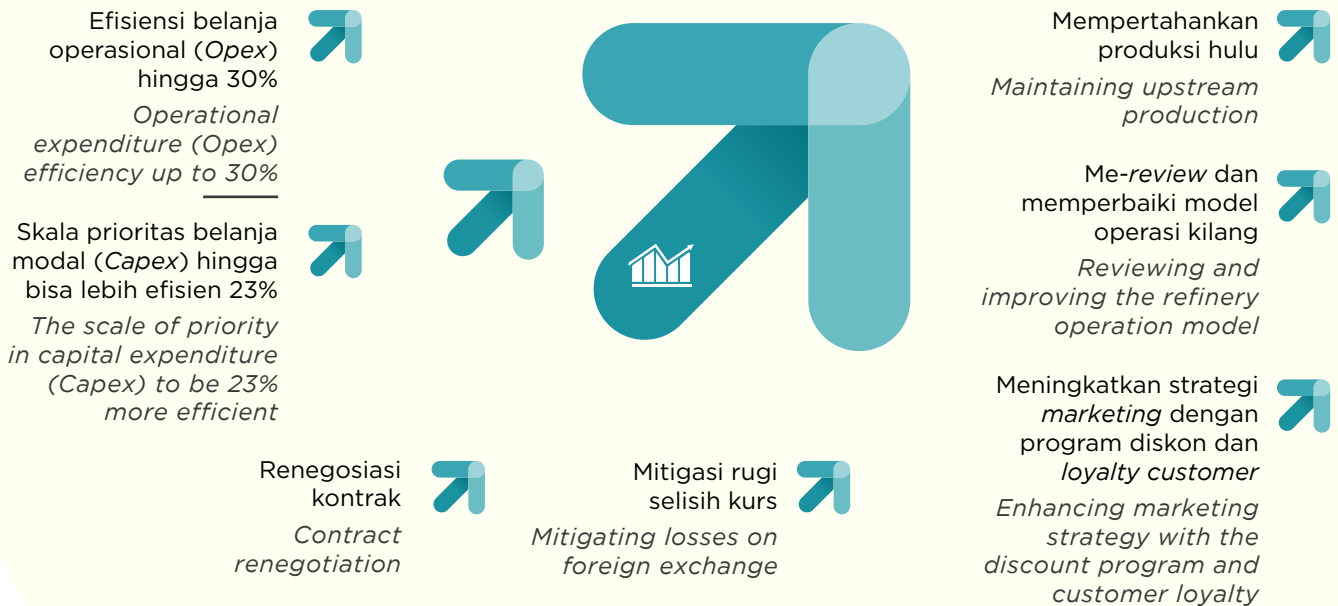 Efisiensi belanja
operasional (Opex)
hingga 30%
Operational
expenditure (Opex)
efficiency up to 30%
Skala prioritas belanja
modal (Capex) hingga
bisa lebih efisien 23%
The scale of priority
in capital expenditure
(Capex) to be 23%
more efficient
Renegosiasi
kontrak
Contract
renegotiation
Mitigasi rugi
selisih kurs
Mitigating losses on
foreign exchange
Mempertahankan
produksi hulu
Maintaining upstream
production
Me-review dan
memperbaiki model
operasi kilang
Reviewing and
improving the refinery
operation model
Meningkatkan strategi
marketing dengan
program diskon dan
loyalty customer
Enhancing marketing
strategy with the
discount program and
customer loyalty